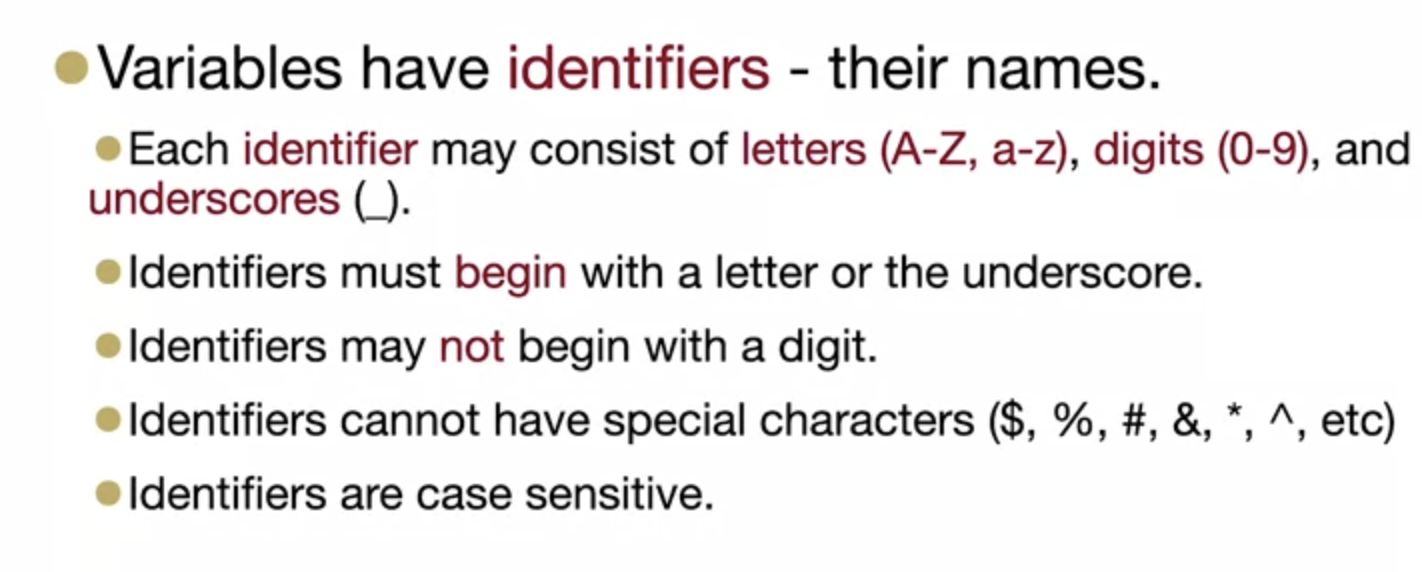 ●Variables have identifiers - their names.
●Each identifier may consist of letters (A-Z, a-z), digits (0-9), and
underscores (_).
●Identifiers must begin with a letter or the underscore.
●Identifiers may not begin with a digit.
●Identifiers cannot have special characters ($, %, #, &, *, ^, etc)
●Identifiers are case sensitive.